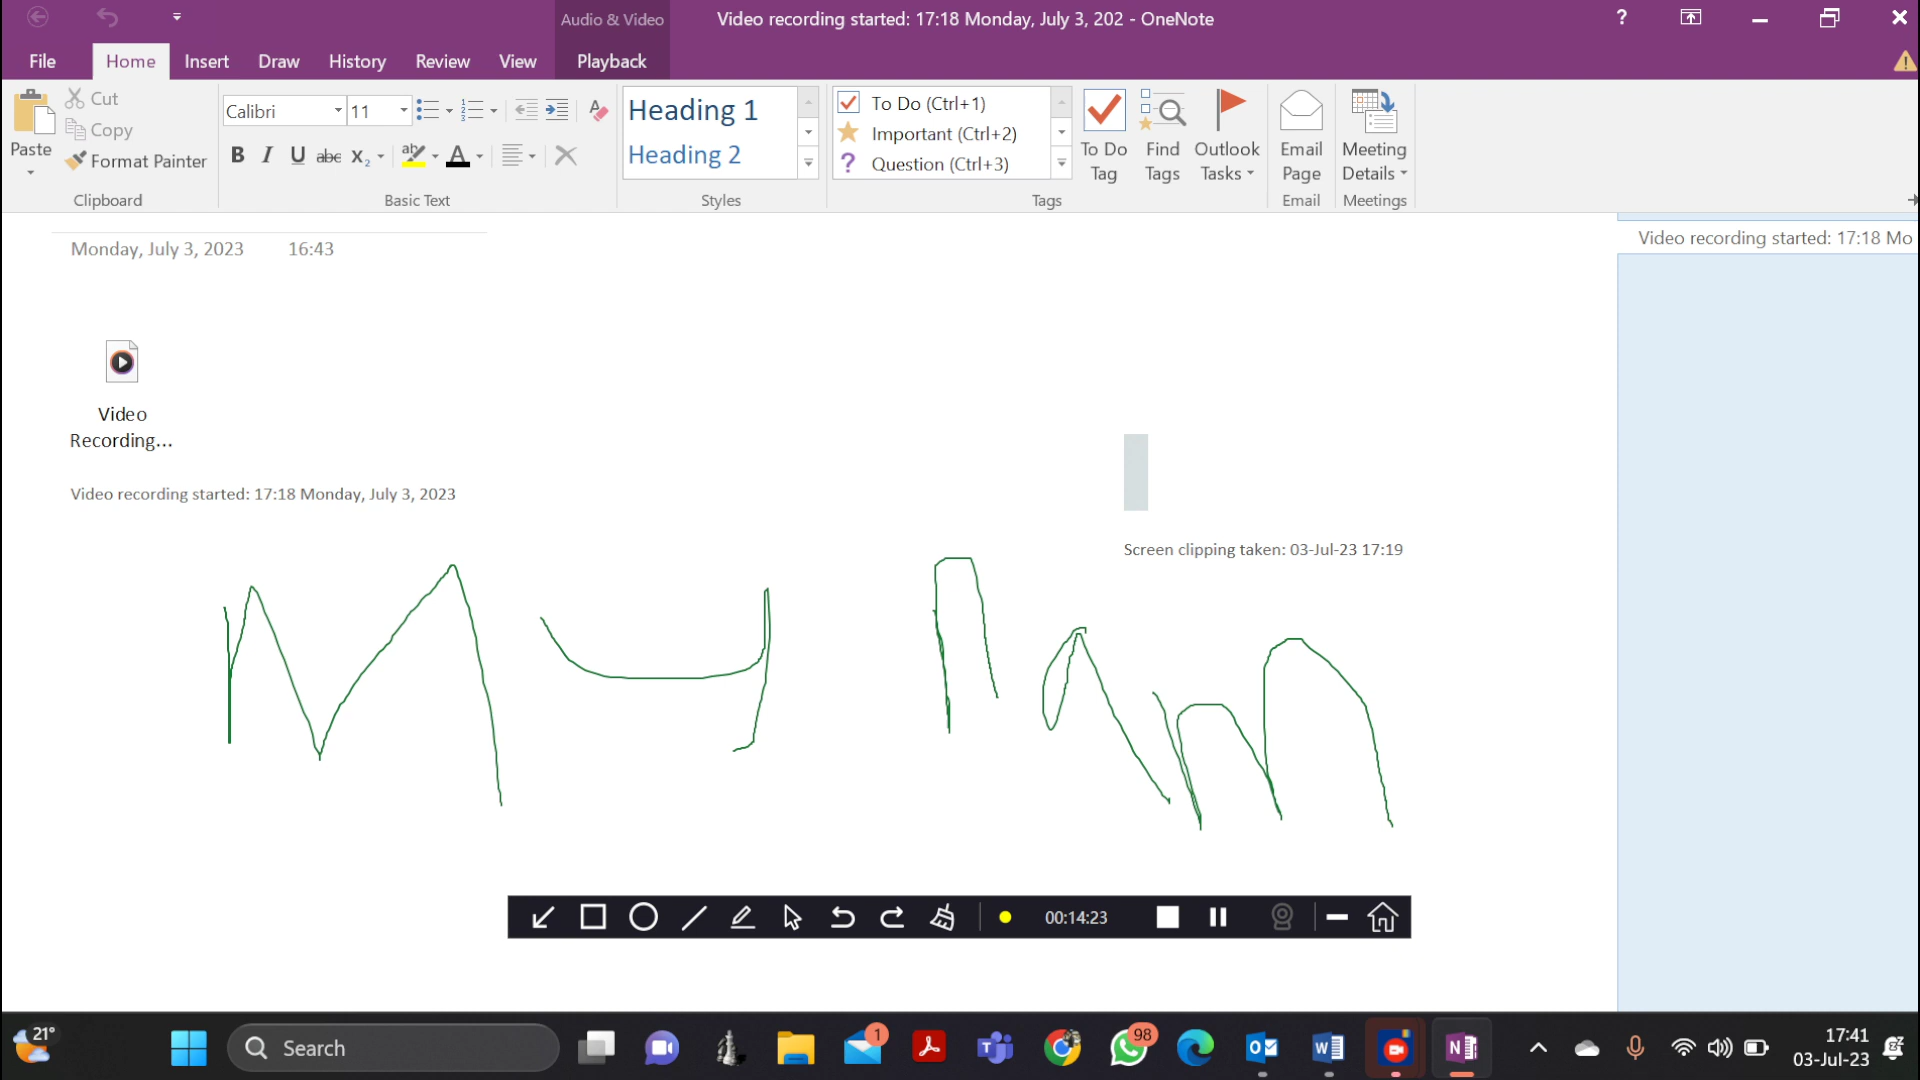 Audio & Video
Video recording started: 17:18 Monday, July 3, 202 - OneNote
?
File Home Insert Draw History Review View Playback
Paste
Cut
Copy
Format Painter
Clipboard
Calibri 11
B I U abc X₂ ab A
Basic Text
Heading 1
Heading 2
Styles
To Do (Ctrl+1)
Important (Ctrl+2)
? Question (Ctrl+3)
To Do Tag
Find Tags
Outlook Tasks
Tags
Email Page
Email
Meeting Details
Meetings
Monday, July 3, 2023 16:43
Video recording started: 17:18 Mo
Video
Recording...
Video recording started: 17:18 Monday, July 3, 2023
Screen clipping taken: 03-Jul-23 17:19
My nam
00:14:23
21°
Search
1
98
17:41
03-Jul-23